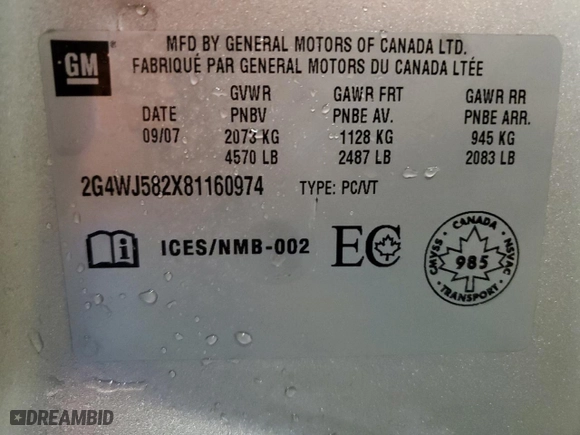 GM
MFD BY GENERAL MOTORS OF CANADA LTD.
FABRIQUÉ PAR GENERAL MOTORS DU CANADA LTÉE
GVWR GAWR FRT GAWR RR
DATE PNBV PNBE AV. PNBE ARR.
09/07 2073 KG 1128 KG 945 KG
4570 LB 2487 LB 2083 LB
2G4WJ582X81160974 TYPE: PC/VT
i ICES/NMB-002 EC
CANADA
CMVSS 985 NSVAC
TRANSPORT
DREAMBID